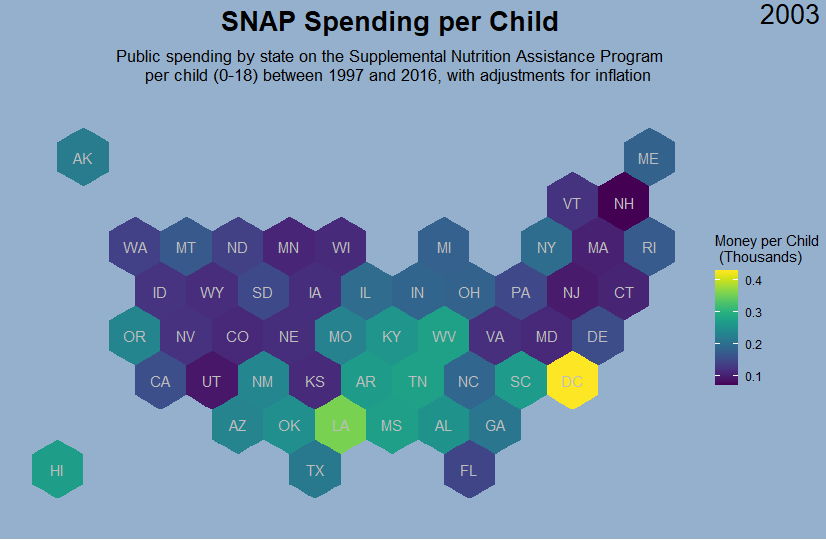 2003
SNAP Spending per Child
Public spending by state on the Supplemental Nutrition Assistance Program
per child (0-18) between 1997 and 2016, with adjustments for inflation
AK ME
VT NH
WA MT ND MN WI MI NY MA RI
ID WY SD IA IL IN OH PA NJ CT
OR NV CO NE MO KY WV VA MD DE
CA UT NM KS AR TN NC SC DC
AZ OK LA MS AL GA
HI TX FL
Money per Child
(Thousands)
0.4
0.3
0.2
0.1